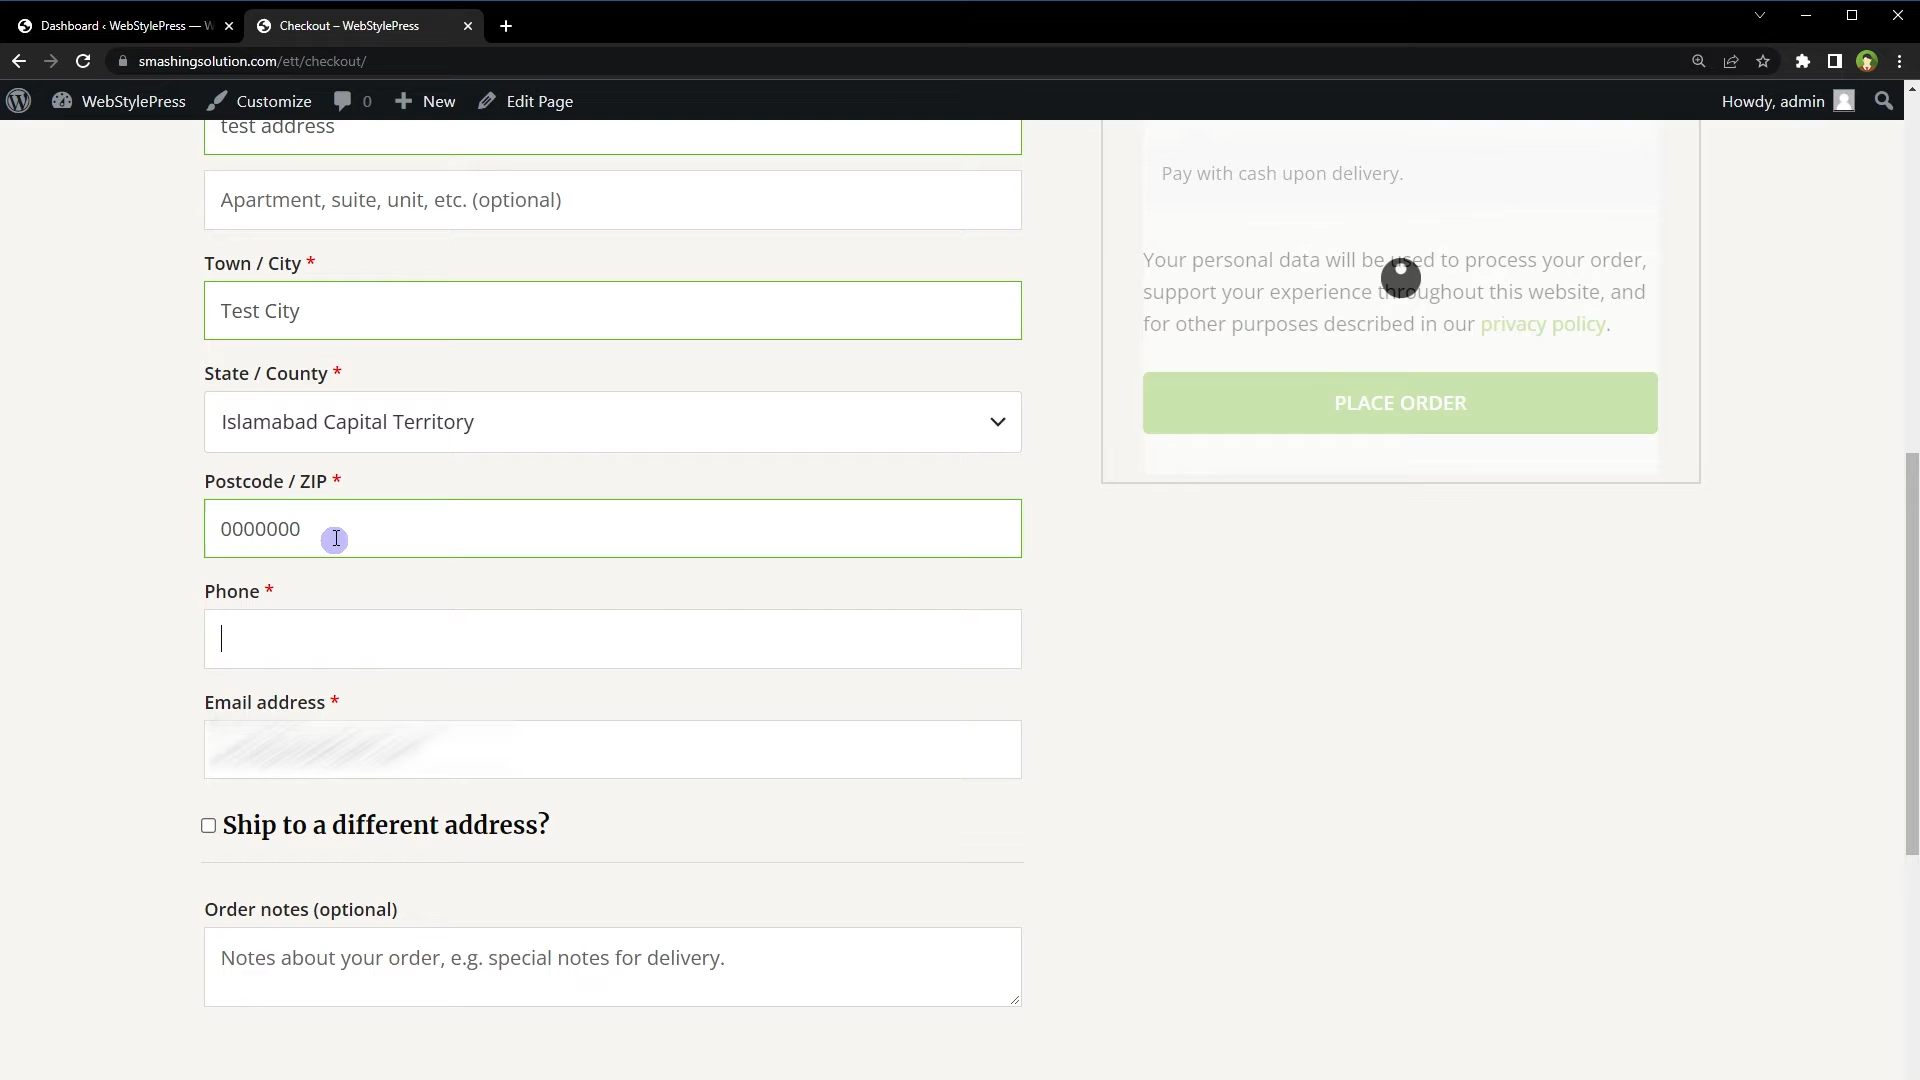 Dashboard ‹ WebStylePress — W
Checkout – WebStylePress
smashingsolution.com/ett/checkout/
WebStylePress
Customize
0
New
Edit Page
Howdy, admin
test address
Apartment, suite, unit, etc. (optional)
Town / City *
Test City
State / County *
Islamabad Capital Territory
Postcode / ZIP *
0000000
Phone *
Email address *
Ship to a different address?
Order notes (optional)
Notes about your order, e.g. special notes for delivery.
Pay with cash upon delivery.
Your personal data will be used to process your order,
support your experience throughout this website, and
for other purposes described in our privacy policy.
PLACE ORDER